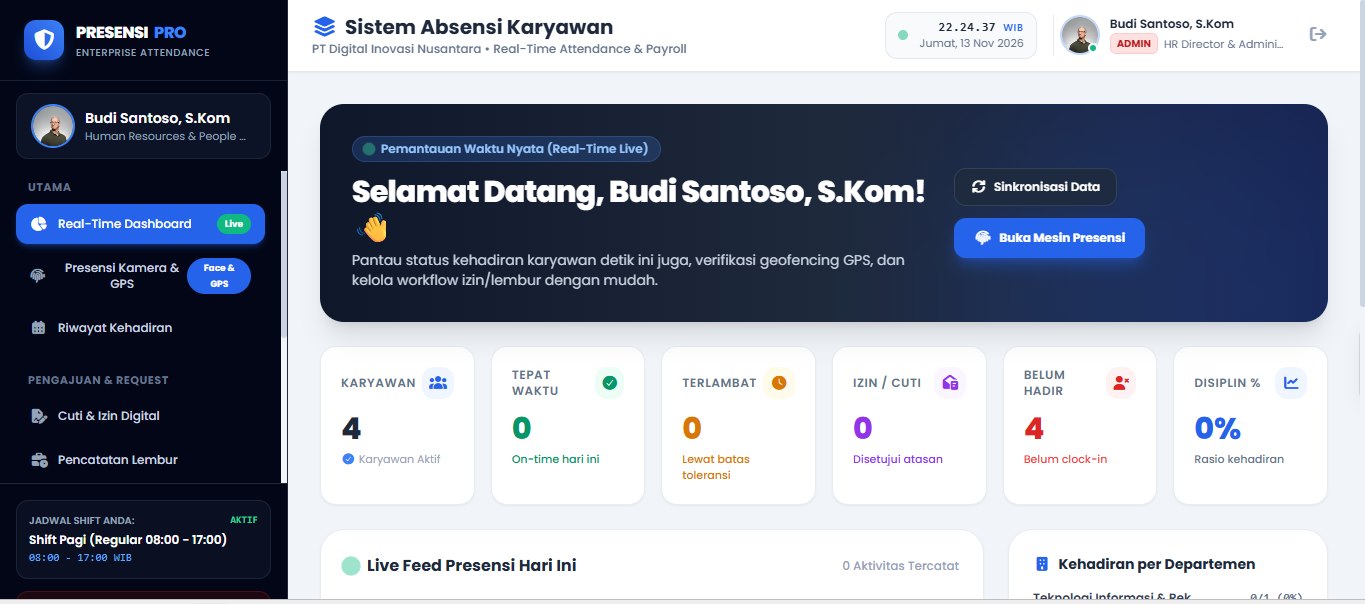 PRESENSI PRO
ENTERPRISE ATTENDANCE
Budi Santoso, S.Kom
Human Resources & People ...
UTAMA
Real-Time Dashboard
Live
Presensi Kamera &
GPS
Face &
GPS
Riwayat Kehadiran
PENGAJUAN & REQUEST
Cuti & Izin Digital
Pencatatan Lembur
JADWAL SHIFT ANDA:
AKTIF
Shift Pagi (Regular 08:00 - 17:00)
08:00 - 17:00 WIB
Sistem Absensi Karyawan
PT Digital Inovasi Nusantara • Real-Time Attendance & Payroll
22.24.37 WIB
Jumat, 13 Nov 2026
Budi Santoso, S.Kom
ADMIN
HR Director & Admini...
Pemantauan Waktu Nyata (Real-Time Live)
Selamat Datang, Budi Santoso, S.Kom!
👋
Pantau status kehadiran karyawan detik ini juga, verifikasi geofencing GPS, dan
kelola workflow izin/lembur dengan mudah.
Sinkronisasi Data
Buka Mesin Presensi
KARYAWAN
4
Karyawan Aktif
TEPAT
WAKTU
0
On-time hari ini
TERLAMBAT
0
Lewat batas
toleransi
IZIN / CUTI
0
Disetujui atasan
BELUM
HADIR
4
Belum clock-in
DISIPLIN %
0%
Rasio kehadiran
Live Feed Presensi Hari Ini
0 Aktivitas Tercatat
Kehadiran per Departemen
Teknologi Informasi & Rek...
0/1 (0%)